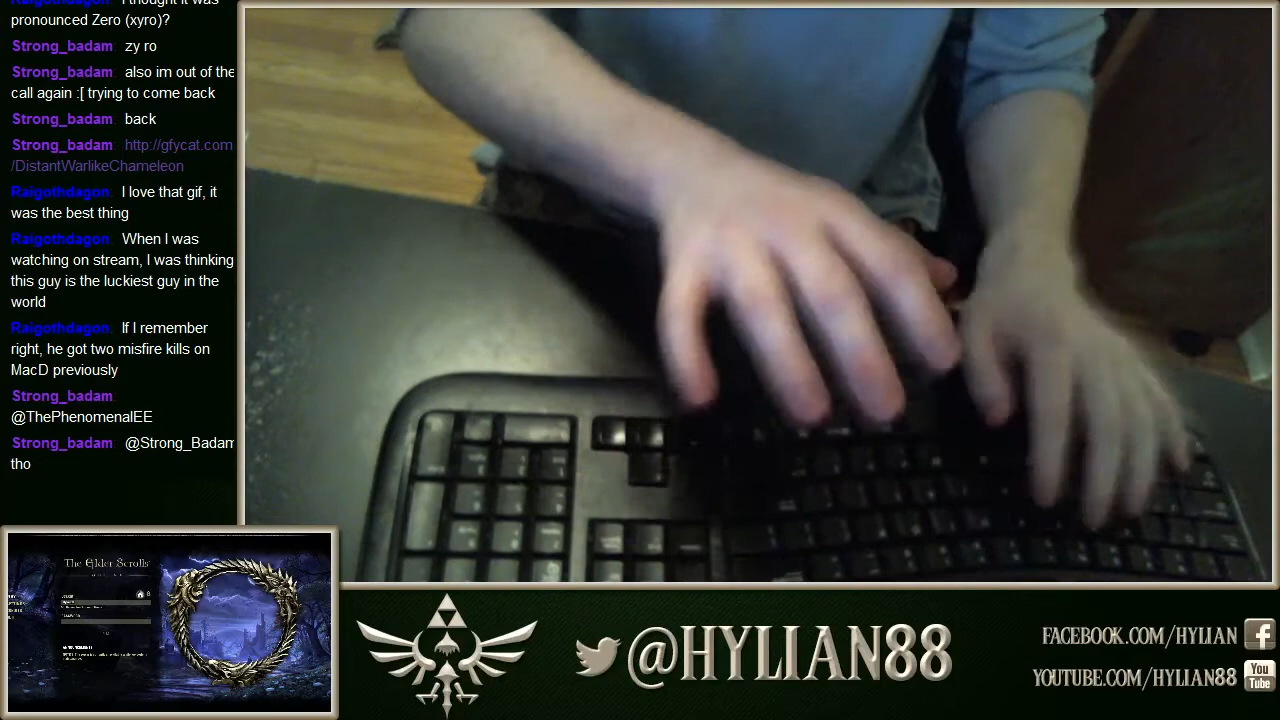 Raigothdagon: I thought it was
pronounced Zero (xyro)?
Strong_badam: zy ro
Strong_badam: also im out of the
call again :[ trying to come back
Strong_badam: back
Strong_badam: http://gfycat.com
/DistantWarlikeChameleon
Raigothdagon: I love that gif, it
was the best thing
Raigothdagon: When I was
watching on stream, I was thinking
this guy is the luckiest guy in the
world
Raigothdagon: If I remember
right, he got two misfire kills on
MacD previously
Strong_badam:
@ThePhenomenalEE
Strong_badam: @Strong_Badam
tho
The Elder Scrolls
@HYLIAN88
FACEBOOK.COM/HYLIAN
YOUTUBE.COM/HYLIAN88
You
Tube